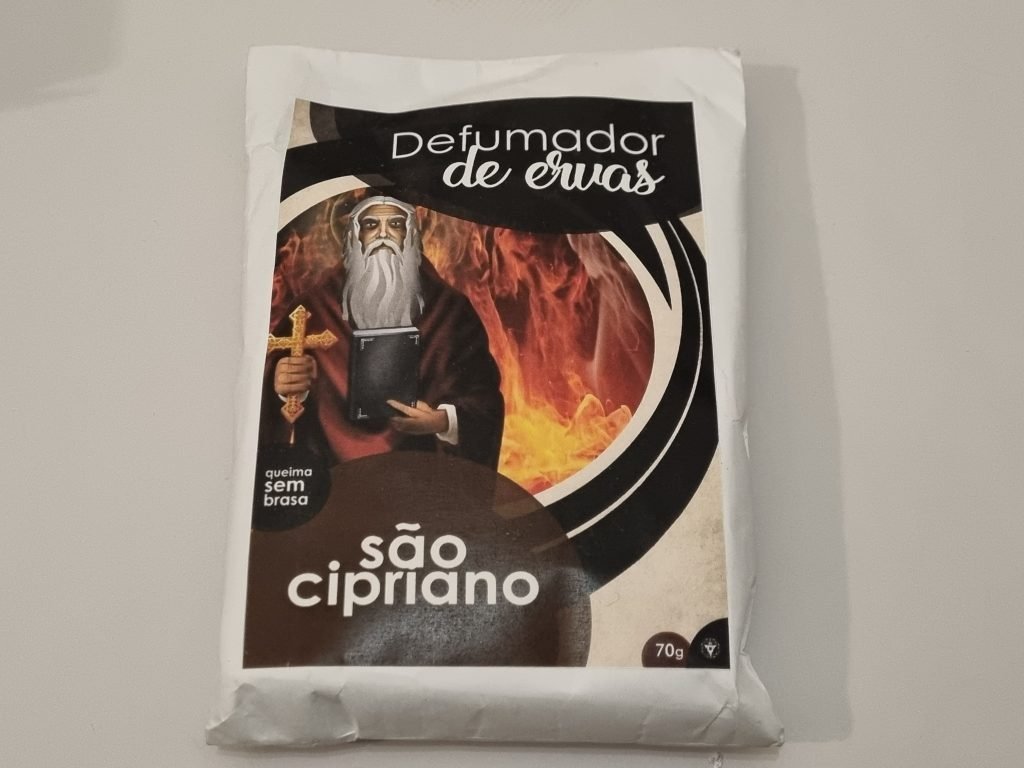 Defumador
de ervas
queima
sem
brasa
são
cipriano
70g